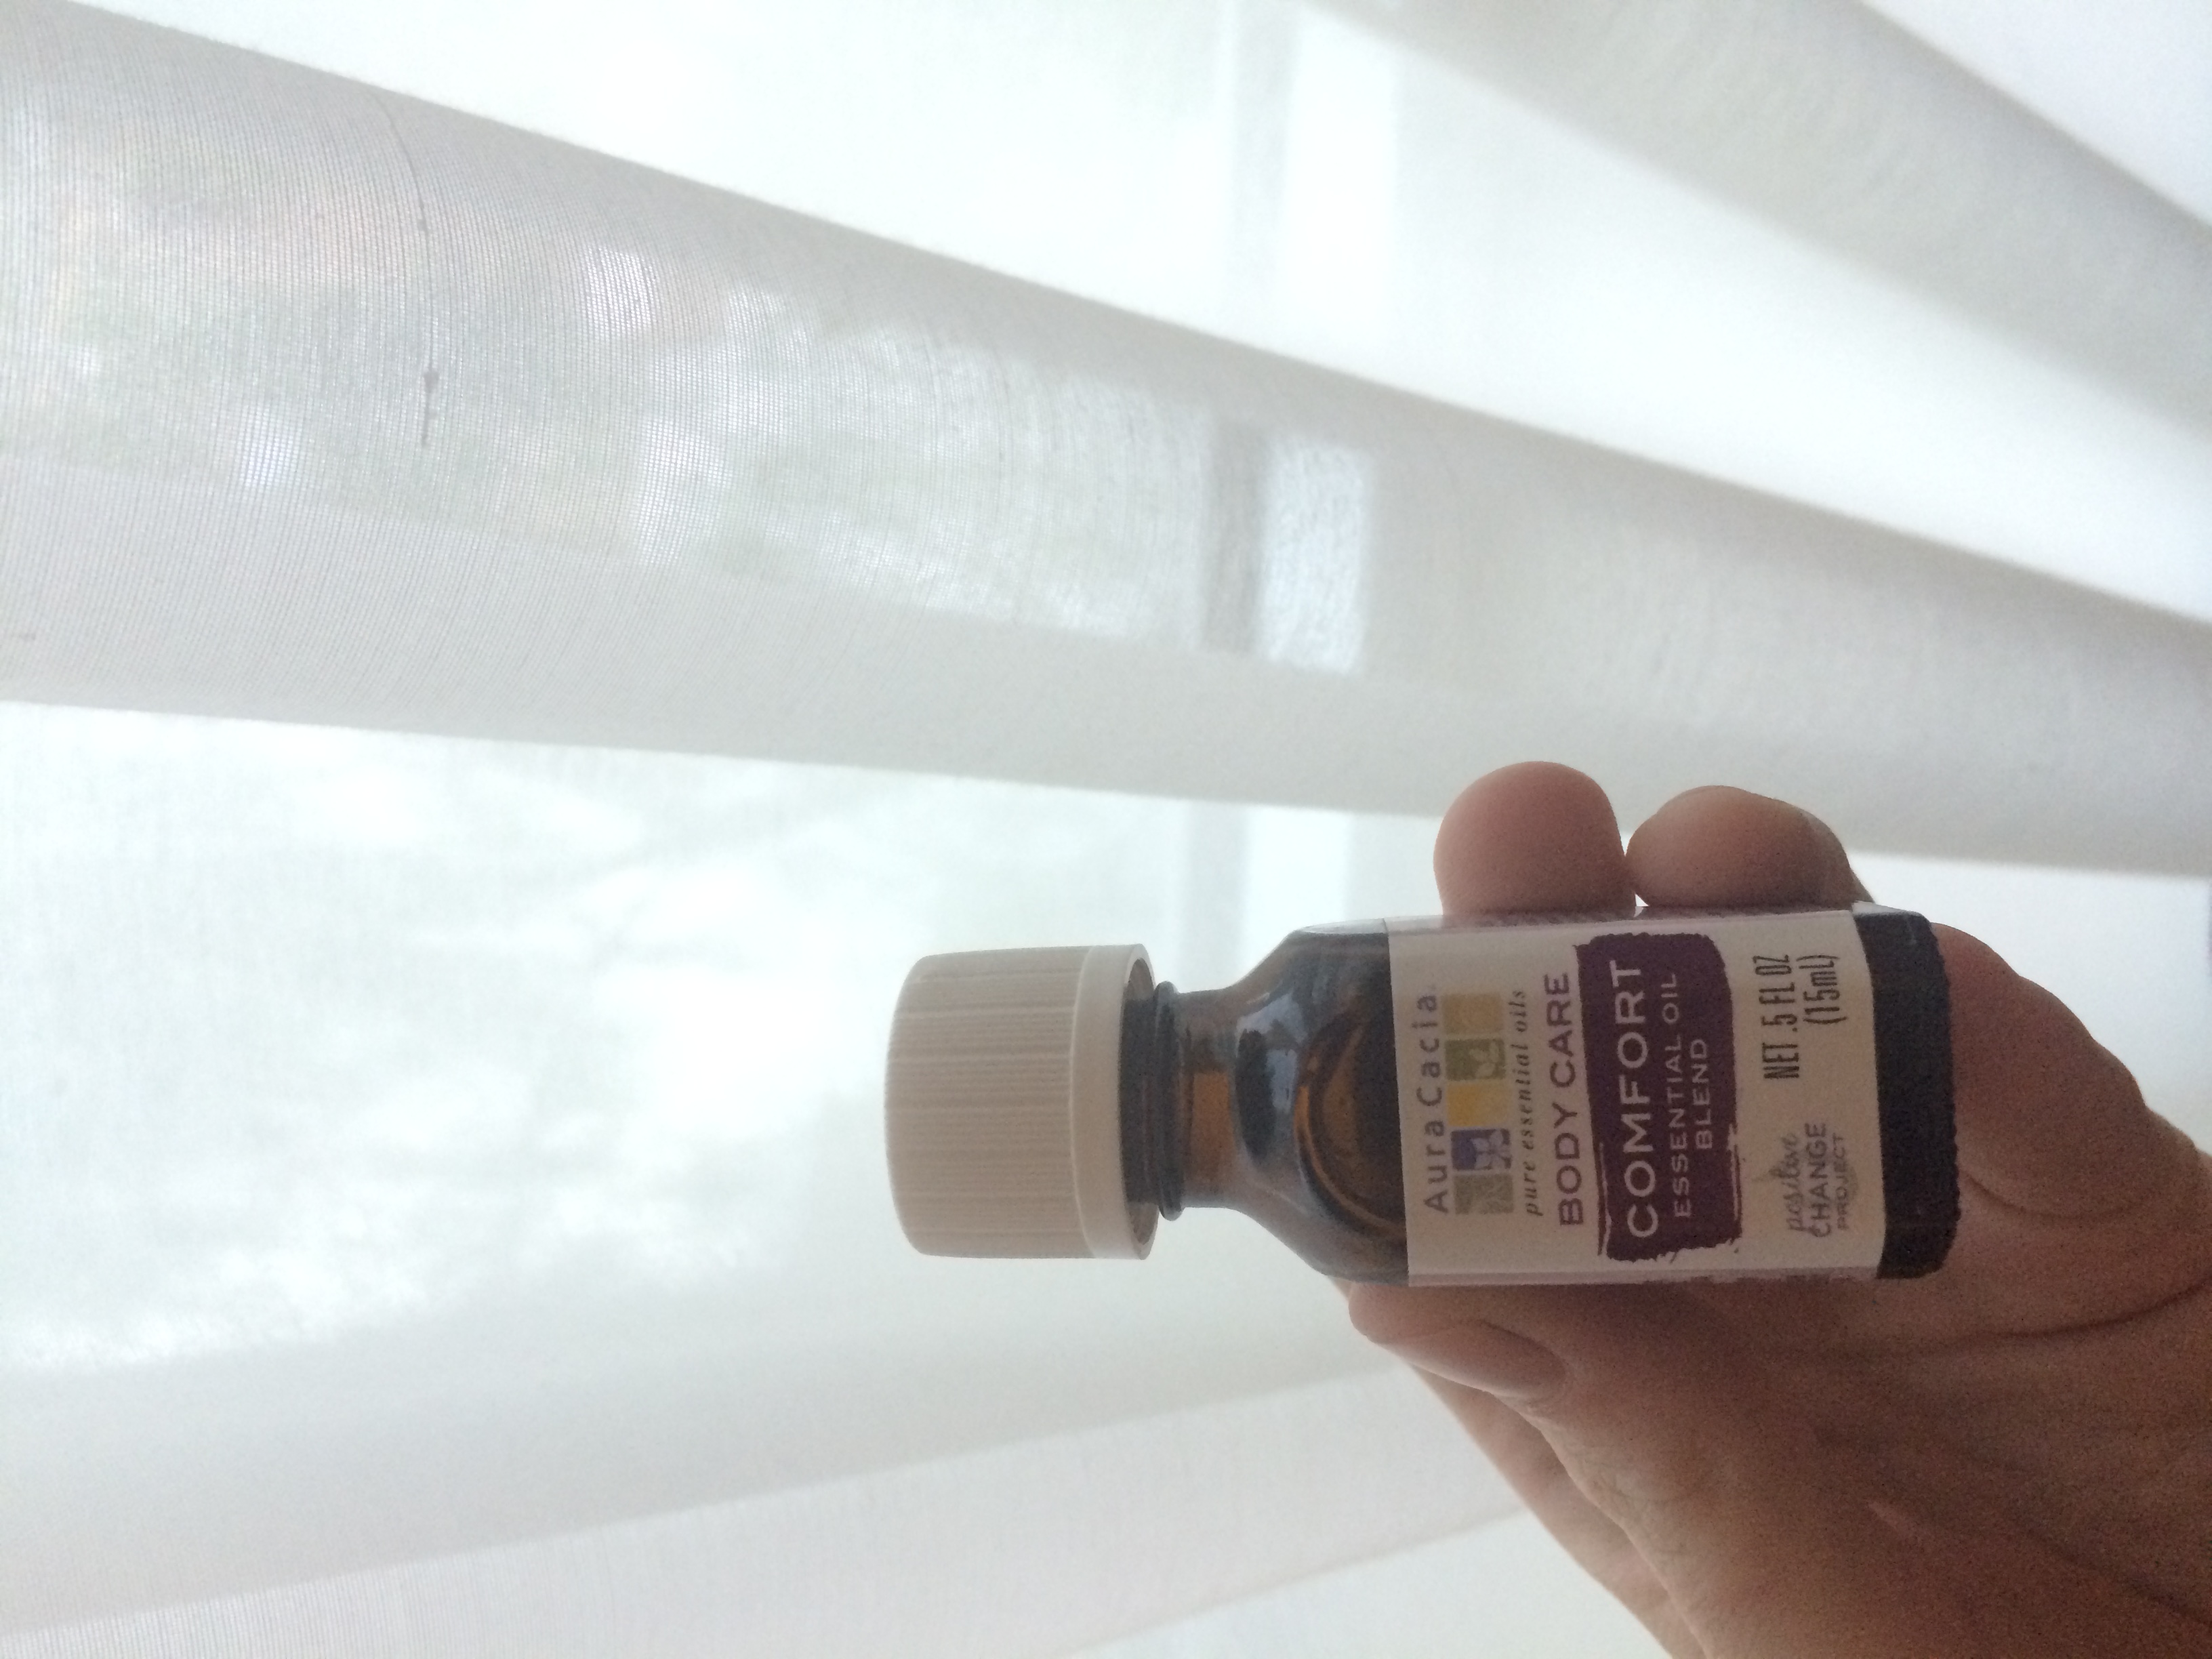 Aura Cacia
pure essential oils
BODY CARE
COMFORT
ESSENTIAL OIL
BLEND
positive
CHANGE
PROJECT
NET .5 FL OZ
(15mL)